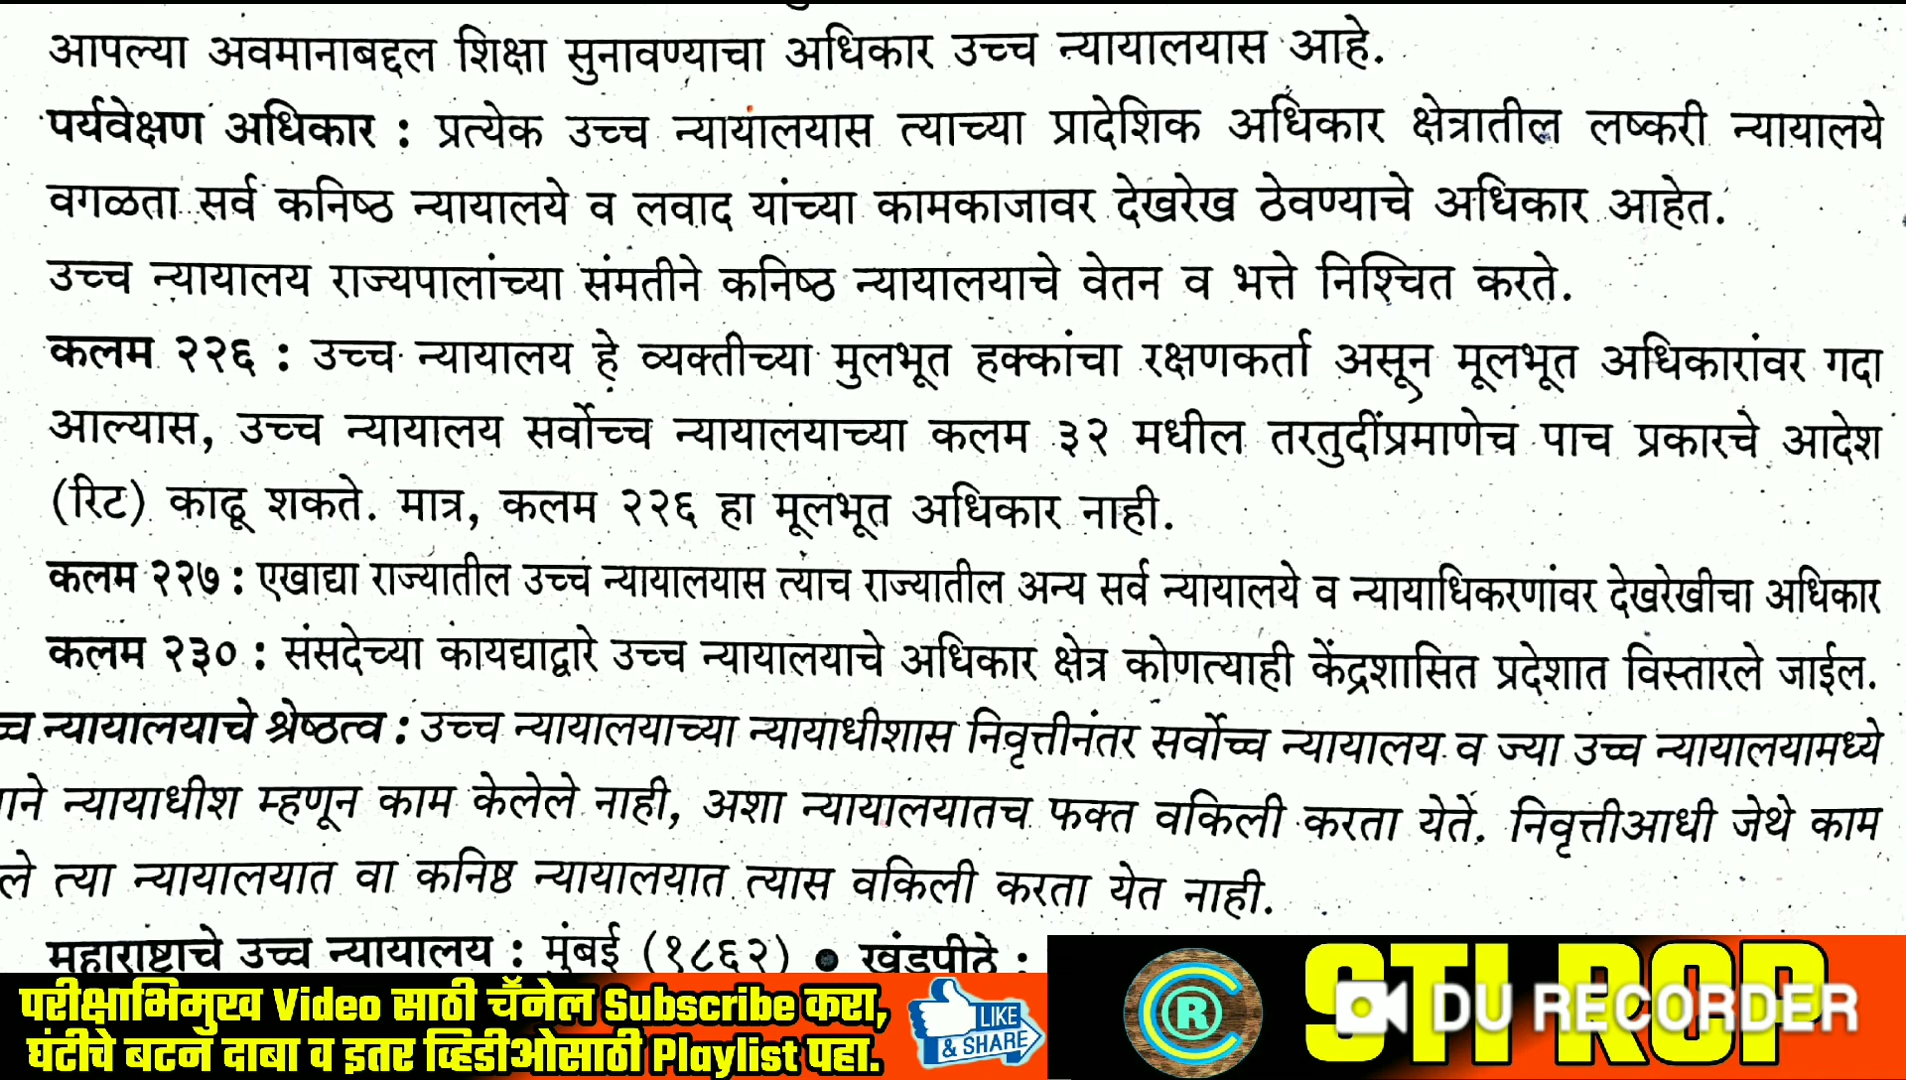 आपल्या अवमानाबद्दल शिक्षा सुनावण्याचा अधिकार उच्च न्यायालयास आहे.
पर्यवेक्षण अधिकार : प्रत्येक उच्च न्यायालयास त्याच्या प्रादेशिक अधिकार क्षेत्रातील लष्करी न्यायालये
वगळता सर्व कनिष्ठ न्यायालये व लवाद यांच्या कामकाजावर देखरेख ठेवण्याचे अधिकार आहेत.
उच्च न्यायालय राज्यपालांच्या संमतीने कनिष्ठ न्यायालयाचे वेतन व भत्ते निश्चित करते.
कलम २२६ : उच्च न्यायालय हे व्यक्तीच्या मुलभूत हक्कांचा रक्षणकर्ता असून मूलभूत अधिकारांवर गदा
आल्यास, उच्च न्यायालय सर्वोच्च न्यायालयाच्या कलम ३२ मधील तरतुदींप्रमाणेच पाच प्रकारचे आदेश
(रिट) काढू शकते. मात्र, कलम २२६ हा मूलभूत अधिकार नाही.
कलम २२७ : एखाद्या राज्यातील उच्च न्यायालयास त्याच राज्यातील अन्य सर्व न्यायालये व न्यायाधिकरणांवर देखरेखीचा अधिकार
कलम २३० : संसदेच्या कायद्याद्वारे उच्च न्यायालयाचे अधिकार क्षेत्र कोणत्याही केंद्रशासित प्रदेशात विस्तारले जाईल.
च्च न्यायालयाचे श्रेष्ठत्व : उच्च न्यायालयाच्या न्यायाधीशास निवृत्तीनंतर सर्वोच्च न्यायालय व ज्या उच्च न्यायालयामध्ये
ाने न्यायाधीश म्हणून काम केलेले नाही, अशा न्यायालयातच फक्त वकिली करता येते. निवृत्तीआधी जेथे काम
ले त्या न्यायालयात वा कनिष्ठ न्यायालयात त्यास वकिली करता येत नाही.
महाराष्ट्राचे उच्च न्यायालय : मुंबई (१८६२) ● खंडपीठे :
परीक्षाभिमुख Video साठी चॅनेल Subscribe करा,
घंटीचे बटन दाबा व इतर व्हिडीओसाठी Playlist पहा.
LIKE
& SHARE
R
STI ROP
DU RECORDER